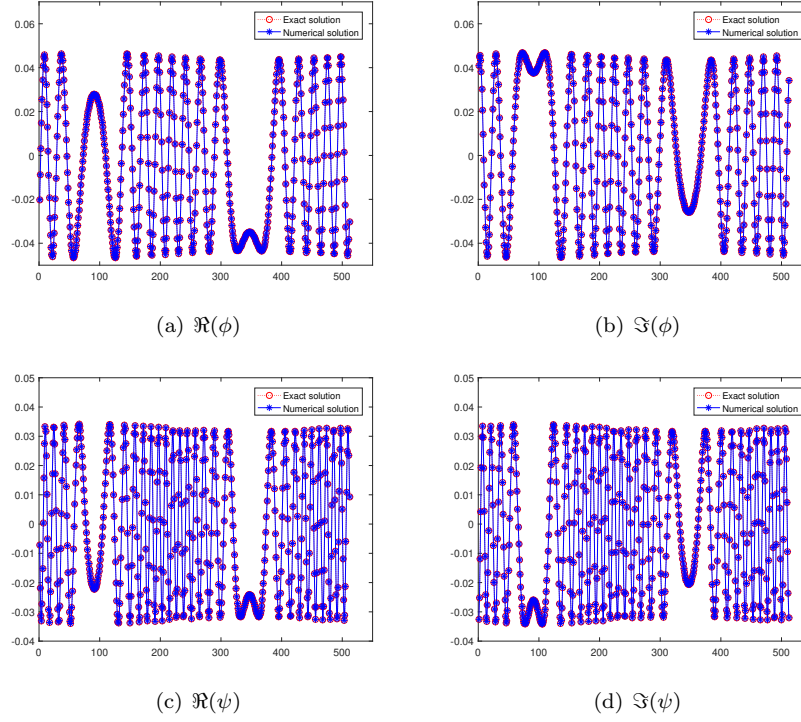 Exact solution
Numerical solution
0.06
0.04
0.02
0
-0.02
-0.04
0 100 200 300 400 500
(a) ℜ(ϕ)
Exact solution
Numerical solution
0.06
0.04
0.02
0
-0.02
-0.04
0 100 200 300 400 500
(b) ℑ(ϕ)
0.05
Exact solution
Numerical solution
0.04
0.03
0.02
0.01
0
-0.01
-0.02
-0.03
-0.04
0 100 200 300 400 500
(c) ℜ(ψ)
0.05
Exact solution
Numerical solution
0.04
0.03
0.02
0.01
0
-0.01
-0.02
-0.03
-0.04
0 100 200 300 400 500
(d) ℑ(ψ)